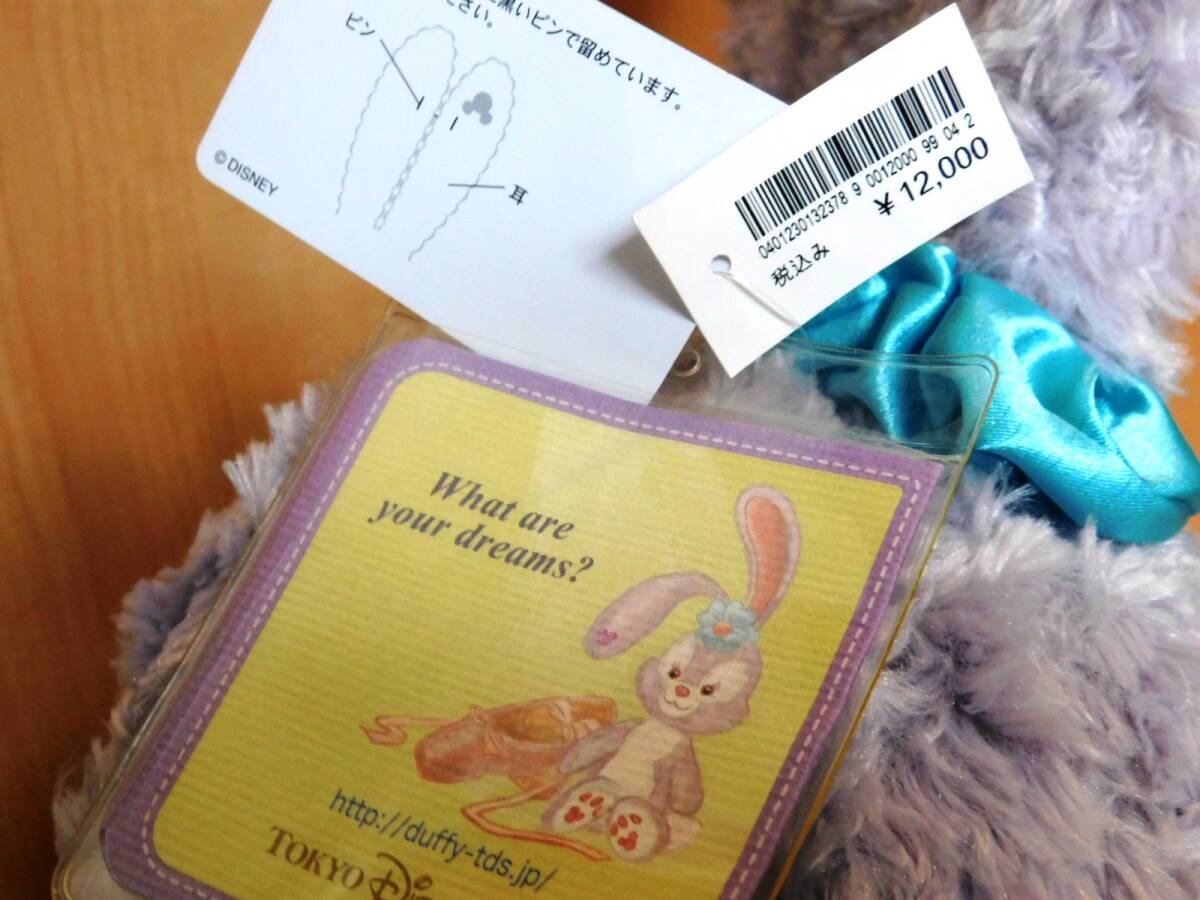 黒いピンで留めています。
さい。
ピン
耳
© DISNEY
0401230132378 9 0012000 99 04 2
¥ 12,000
税込み
What are
your dreams?
http://duffy-tds.jp/
TOKYO Di